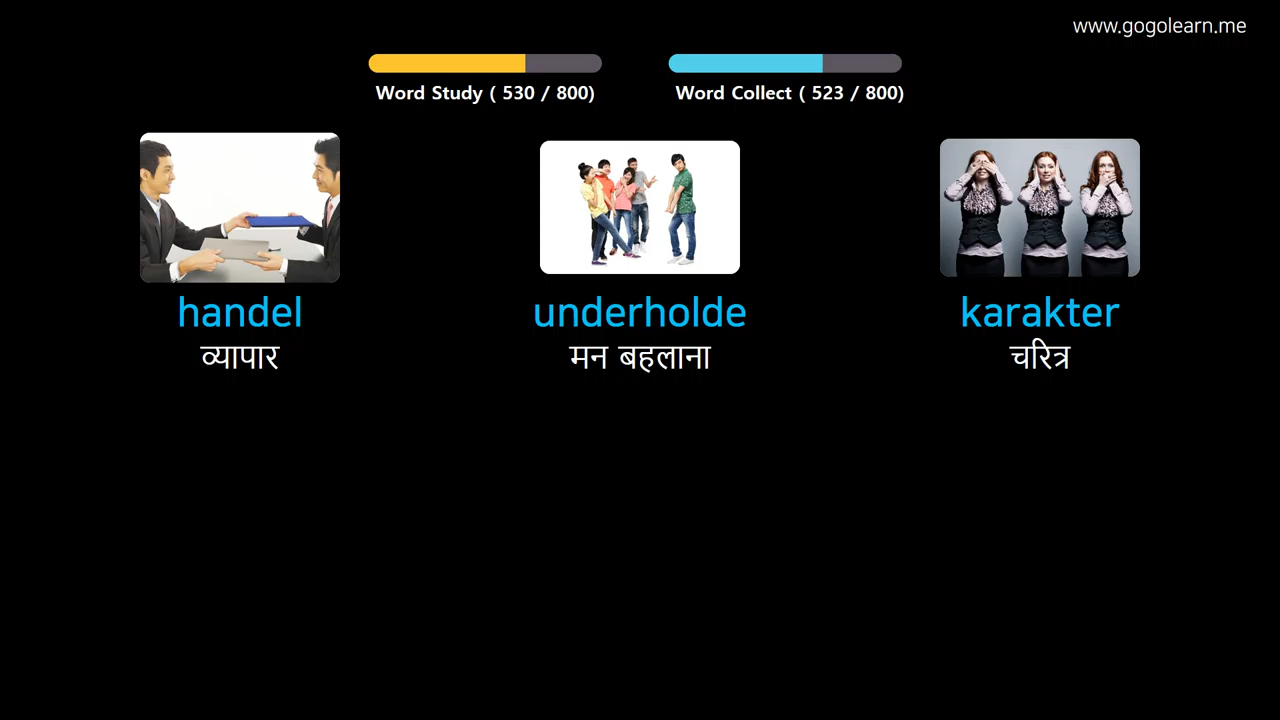 www.gogolearn.me
Word Study ( 530 / 800)
Word Collect ( 523 / 800)
handel
underholde
karakter
व्यापार
मन बहलाना
चरित्र